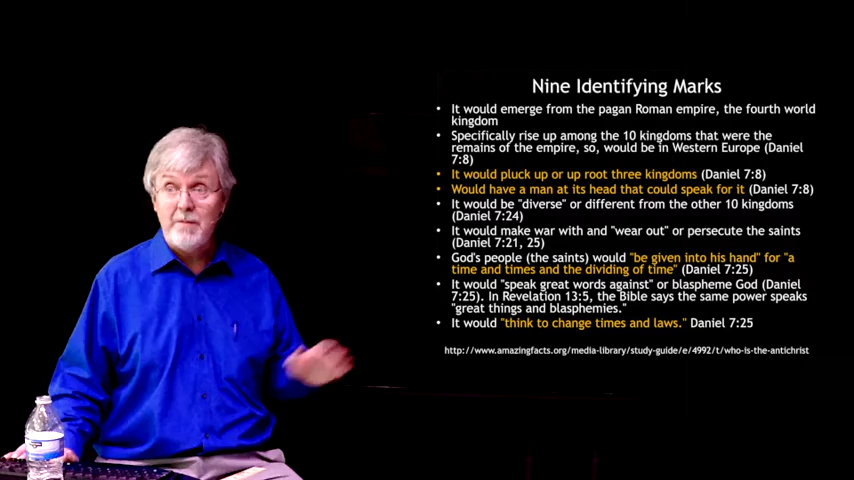 Nine Identifying Marks
• It would emerge from the pagan Roman empire, the fourth world
kingdom
• Specifically rise up among the 10 kingdoms that were the
remains of the empire, so, would be in Western Europe (Daniel
7:8)
• It would pluck up or up root three kingdoms (Daniel 7:8)
• Would have a man at its head that could speak for it (Daniel 7:8)
• It would be "diverse" or different from the other 10 kingdoms
(Daniel 7:24)
• It would make war with and "wear out" or persecute the saints
(Daniel 7:21, 25)
• God's people (the saints) would "be given into his hand" for "a
time and times and the dividing of time" (Daniel 7:25)
• It would "speak great words against" or blaspheme God (Daniel
7:25). In Revelation 13:5, the Bible says the same power speaks
"great things and blasphemies."
• It would "think to change times and laws." Daniel 7:25
http://www.amazingfacts.org/media-library/study-guide/e/4992/t/who-is-the-antichrist